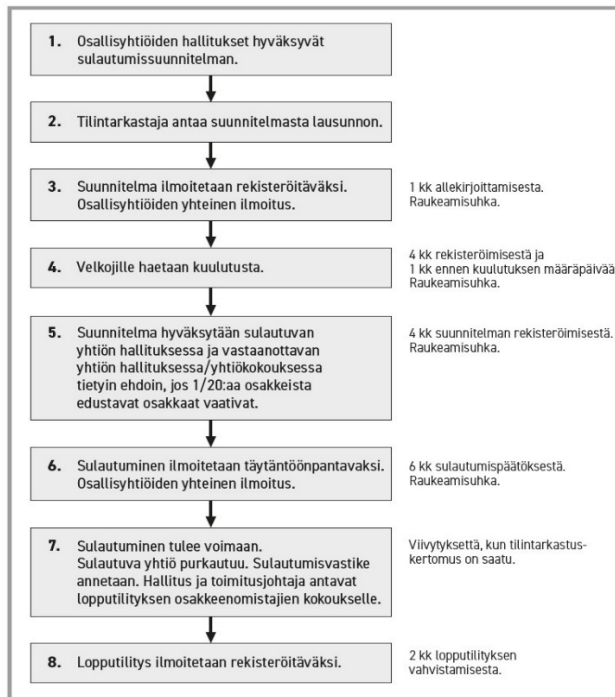 1. Osallisyhtiöiden hallitukset hyväksyvät
sulautumissuunnitelman.
2. Tilintarkastaja antaa suunnitelmasta lausunnon.
3. Suunnitelma ilmoitetaan rekisteröitäväksi.
Osallisyhtiöiden yhteinen ilmoitus.
1 kk allekirjoittamisesta.
Raukeamisuhka.
4. Velkojille haetaan kuulutusta.
4 kk rekisteröimisestä ja
1 kk ennen kuulutuksen määräpäivää
Raukeamisuhka.
5. Suunnitelma hyväksytään sulautuvan
yhtiön hallituksessa ja vastaanottavan
yhtiön hallituksessa/yhtiökokouksessa
tietyin ehdoin, jos 1/20:aa osakkeista
edustavat osakkaat vaativat.
4 kk suunnitelman rekisteröimisestä.
Raukeamisuhka.
6. Sulautuminen ilmoitetaan täytäntöönpantavaksi.
Osallisyhtiöiden yhteinen ilmoitus.
6 kk sulautumispäätöksestä.
Raukeamisuhka.
7. Sulautuminen tulee voimaan.
Sulautuva yhtiö purkautuu. Sulautumisvastike
annetaan. Hallitus ja toimitusjohtaja antavat
lopputilityksen osakkeenomistajien kokoukselle.
Viivytyksettä, kun tilintarkastus-
kertomus on saatu.
8. Lopputilitys ilmoitetaan rekisteröitäväksi.
2 kk lopputilityksen
vahvistamisesta.